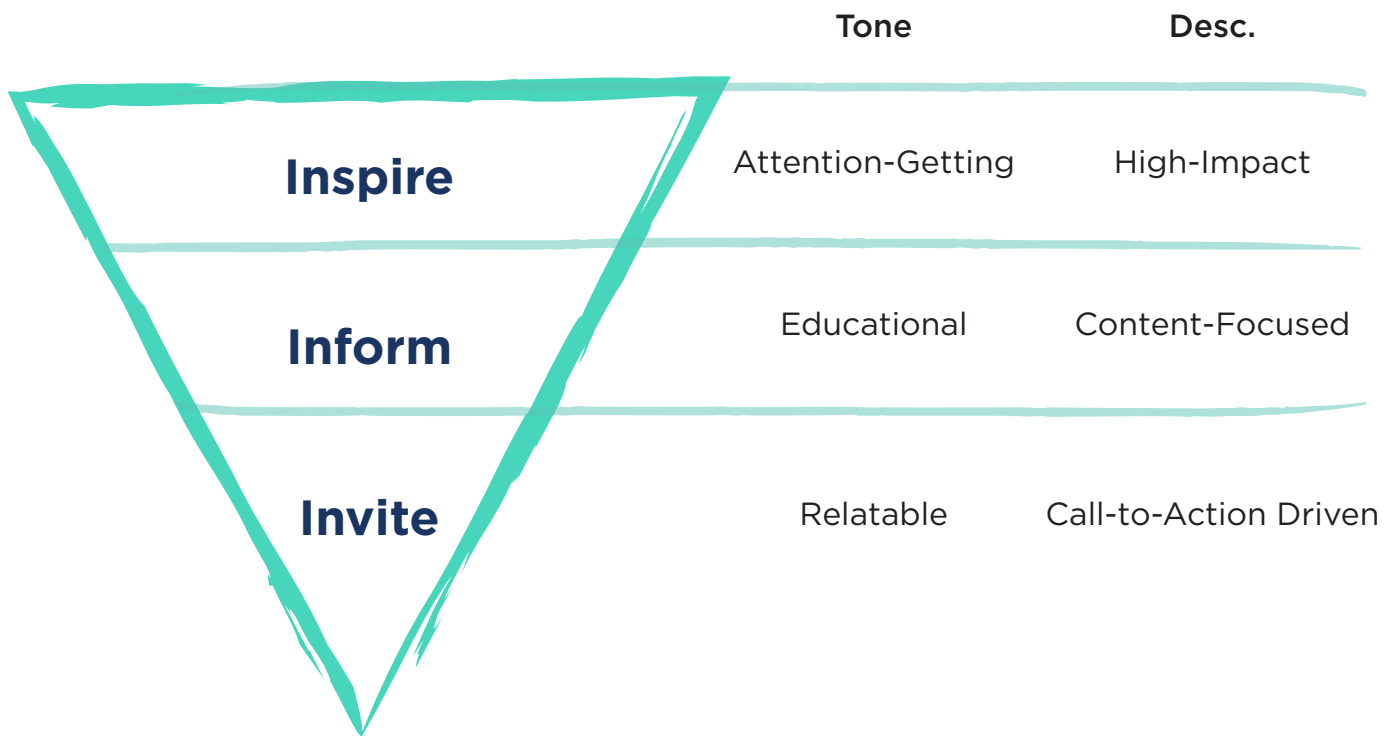 Tone Desc.
Inspire Attention-Getting High-Impact
Inform Educational Content-Focused
Invite Relatable Call-to-Action Driven